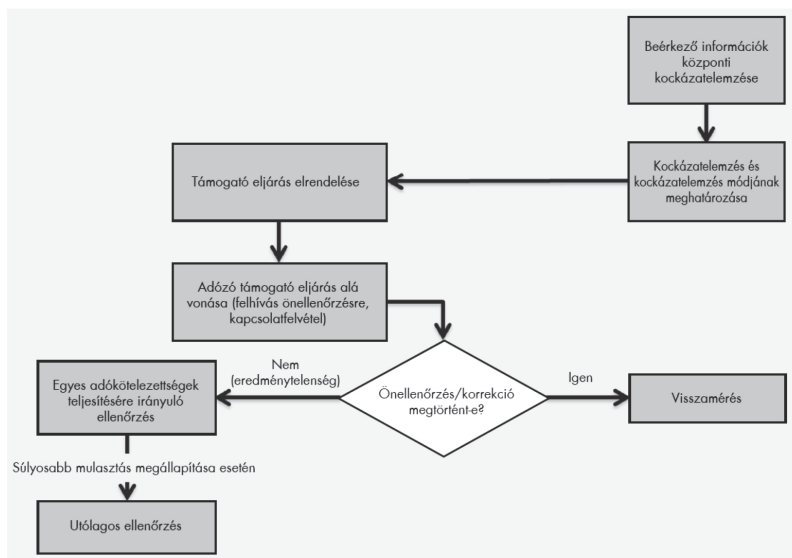 Beérkező információk
központi
kockázatelemzése
Kockázatelemzés és
kockázatelemzés módjának
meghatározása
Támogató eljárás elrendelése
Adózó támogató eljárás alá
vonása (felhívás önellenőrzésre,
kapcsolatfelvétel)
Önellenőrzés/korrekció
megtörtént-e?
Nem
(eredménytelenség)
Igen
Egyes adókötelezettségek
teljesítésére irányuló
ellenőrzés
Visszamérés
Súlyosabb mulasztás megállapítása esetén
Utólagos ellenőrzés